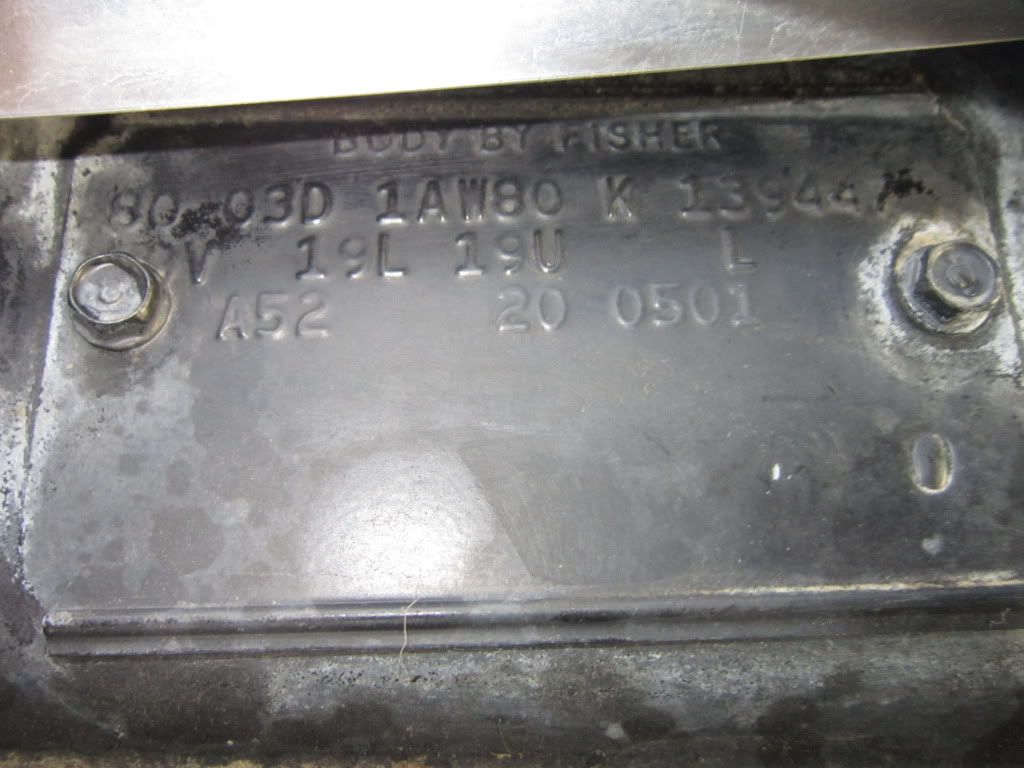 BODY BY FISHER
80 03D 1AW80 K 13944
V 19L 19U L
A52 20 0501